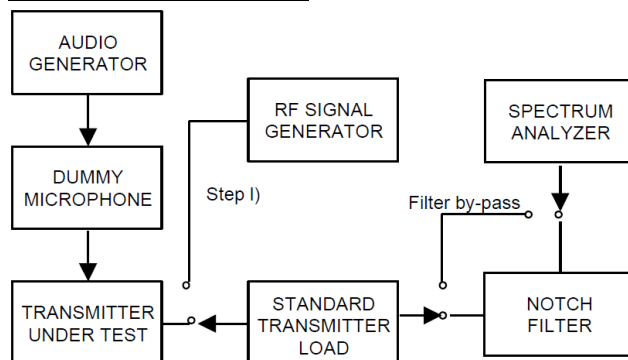 AUDIO
GENERATOR
RF SIGNAL
GENERATOR
SPECTRUM
ANALYZER
DUMMY
MICROPHONE
Step I)
Filter by-pass
TRANSMITTER
UNDER TEST
STANDARD
TRANSMITTER
LOAD
NOTCH
FILTER